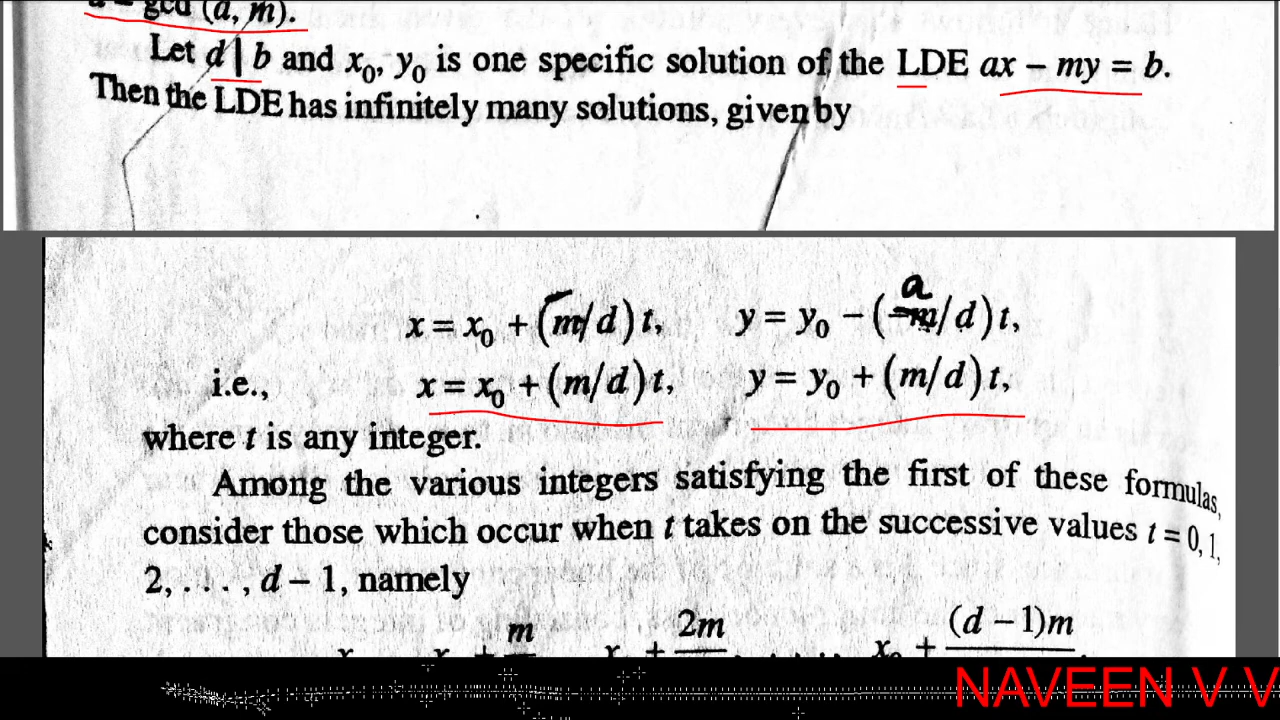 d = gcd (a, m).
Let d | b and x₀, y₀ is one specific solution of the LDE ax – my = b.
Then the LDE has infinitely many solutions, given by
x = x₀ + (m/d) t, y = y₀ – (a/d) t,
i.e., x = x₀ + (m/d) t, y = y₀ + (m/d) t,
where t is any integer.
Among the various integers satisfying the first of these formulas,
consider those which occur when t takes on the successive values t = 0, 1,
2, . . . , d – 1, namely
m 2m (d – 1)m
NAVEEN V V